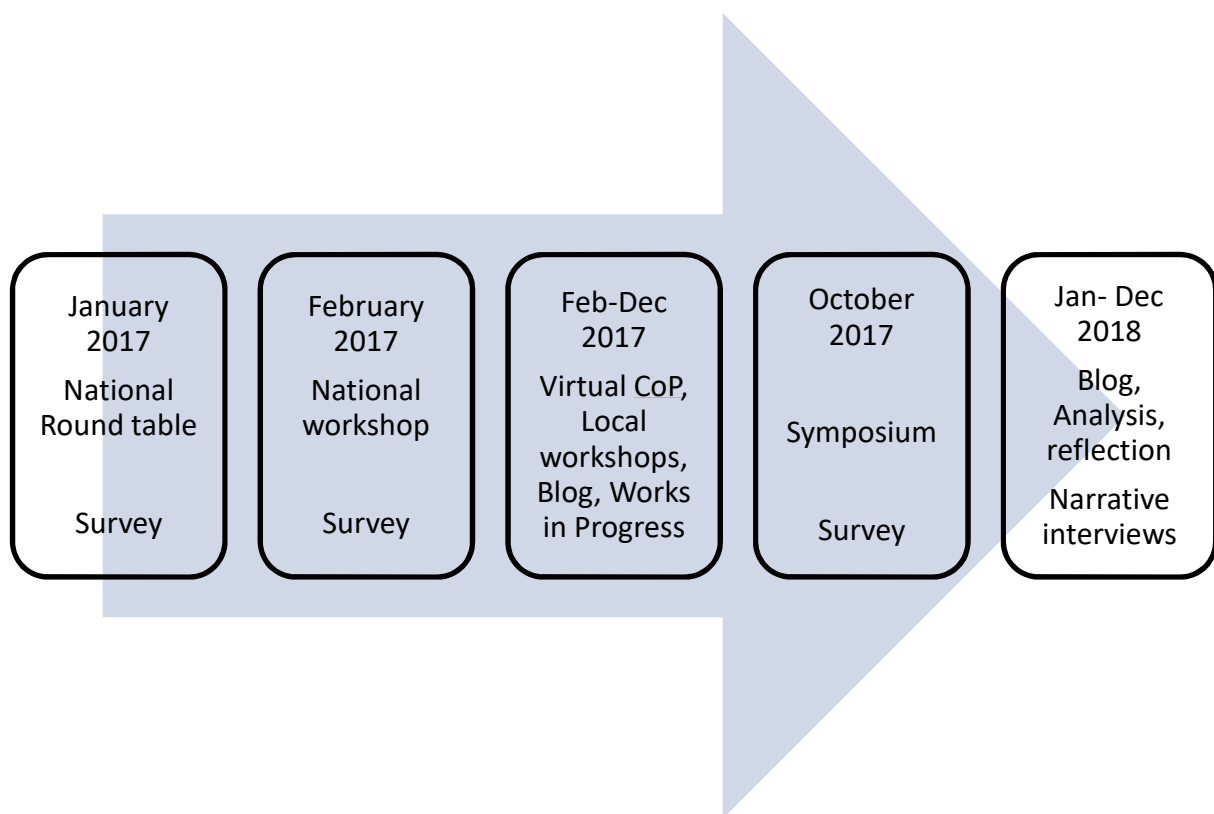 January
2017
National
Round table
Survey
February
2017
National
workshop
Survey
Feb-Dec
2017
Virtual CoP,
Local
workshops,
Blog, Works
in Progress
October
2017
Symposium
Survey
Jan- Dec
2018
Blog,
Analysis,
reflection
Narrative
interviews